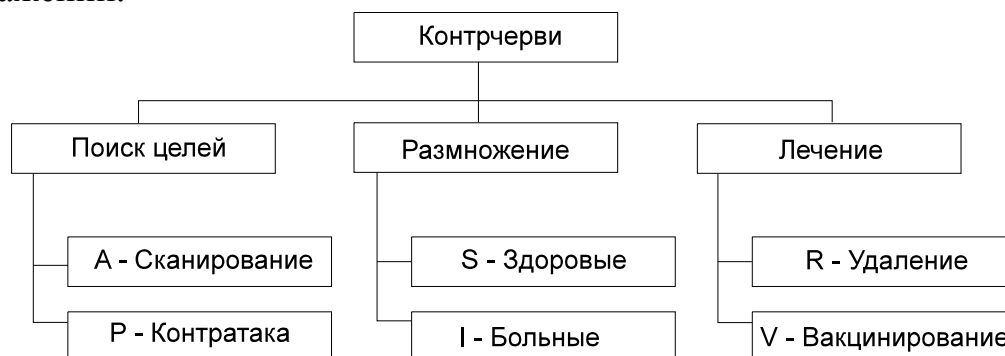 Контрчерви
Поиск целей
Размножение
Лечение
A - Сканирование
S - Здоровые
R - Удаление
P - Контратака
I - Больные
V - Вакцинирование